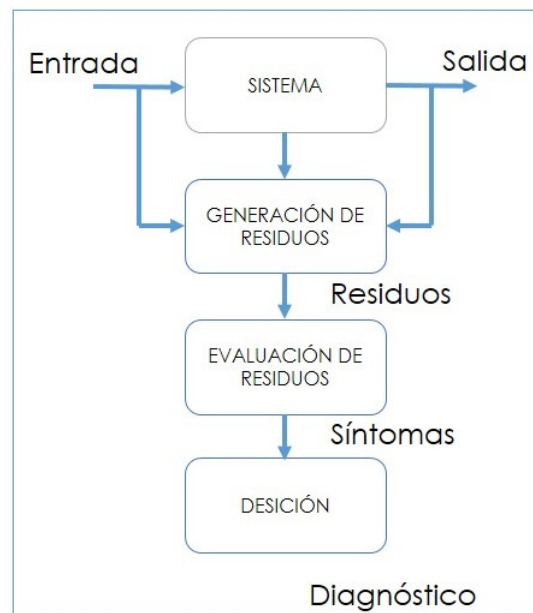 Entrada
Salida
SISTEMA
GENERACIÓN DE
RESIDUOS
Residuos
EVALUACIÓN DE
RESIDUOS
Síntomas
DESICIÓN
Diagnóstico